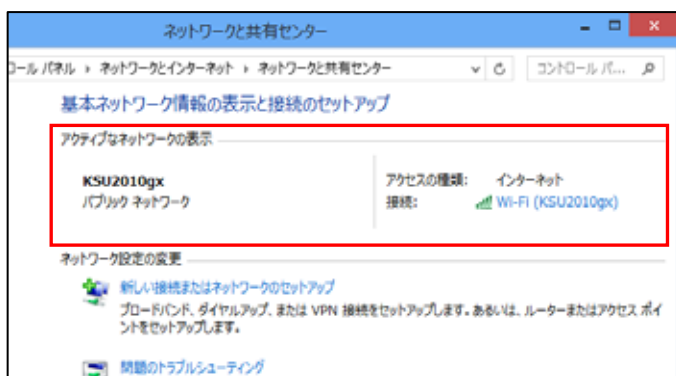 ネットワークと共有センター
ロール パネル ▸ ネットワークとインターネット ▸ ネットワークと共有センター
コントロール パ...
基本ネットワーク情報の表示と接続のセットアップ
アクティブなネットワークの表示
KSU2010gx
パブリック ネットワーク
アクセスの種類: インターネット
接続: Wi-Fi (KSU2010gx)
ネットワーク設定の変更
新しい接続またはネットワークのセットアップ
ブロードバンド、ダイヤルアップ、または VPN 接続をセットアップします。あるいは、ルーターまたはアクセス ポイ
ントをセットアップします。
問題のトラブルシューティング